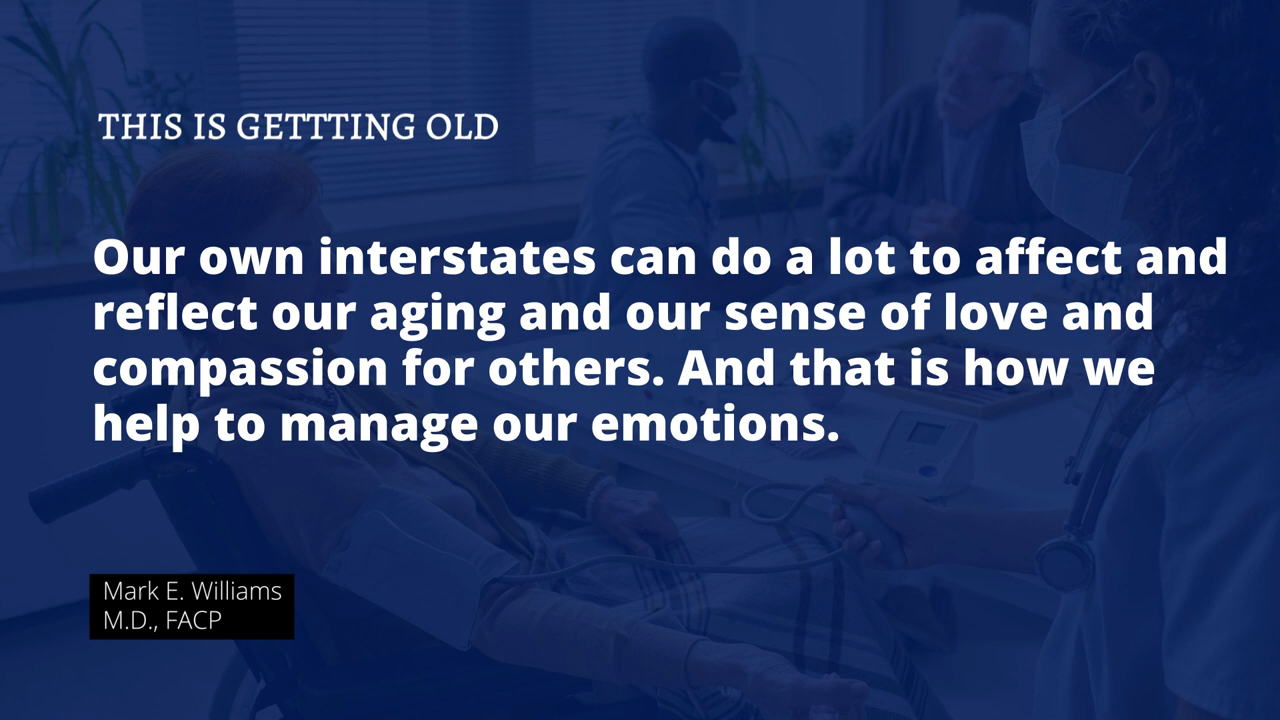 THIS IS GETTTING OLD
Our own interstates can do a lot to affect and
reflect our aging and our sense of love and
compassion for others. And that is how we
help to manage our emotions.
Mark E. Williams
M.D., FACP